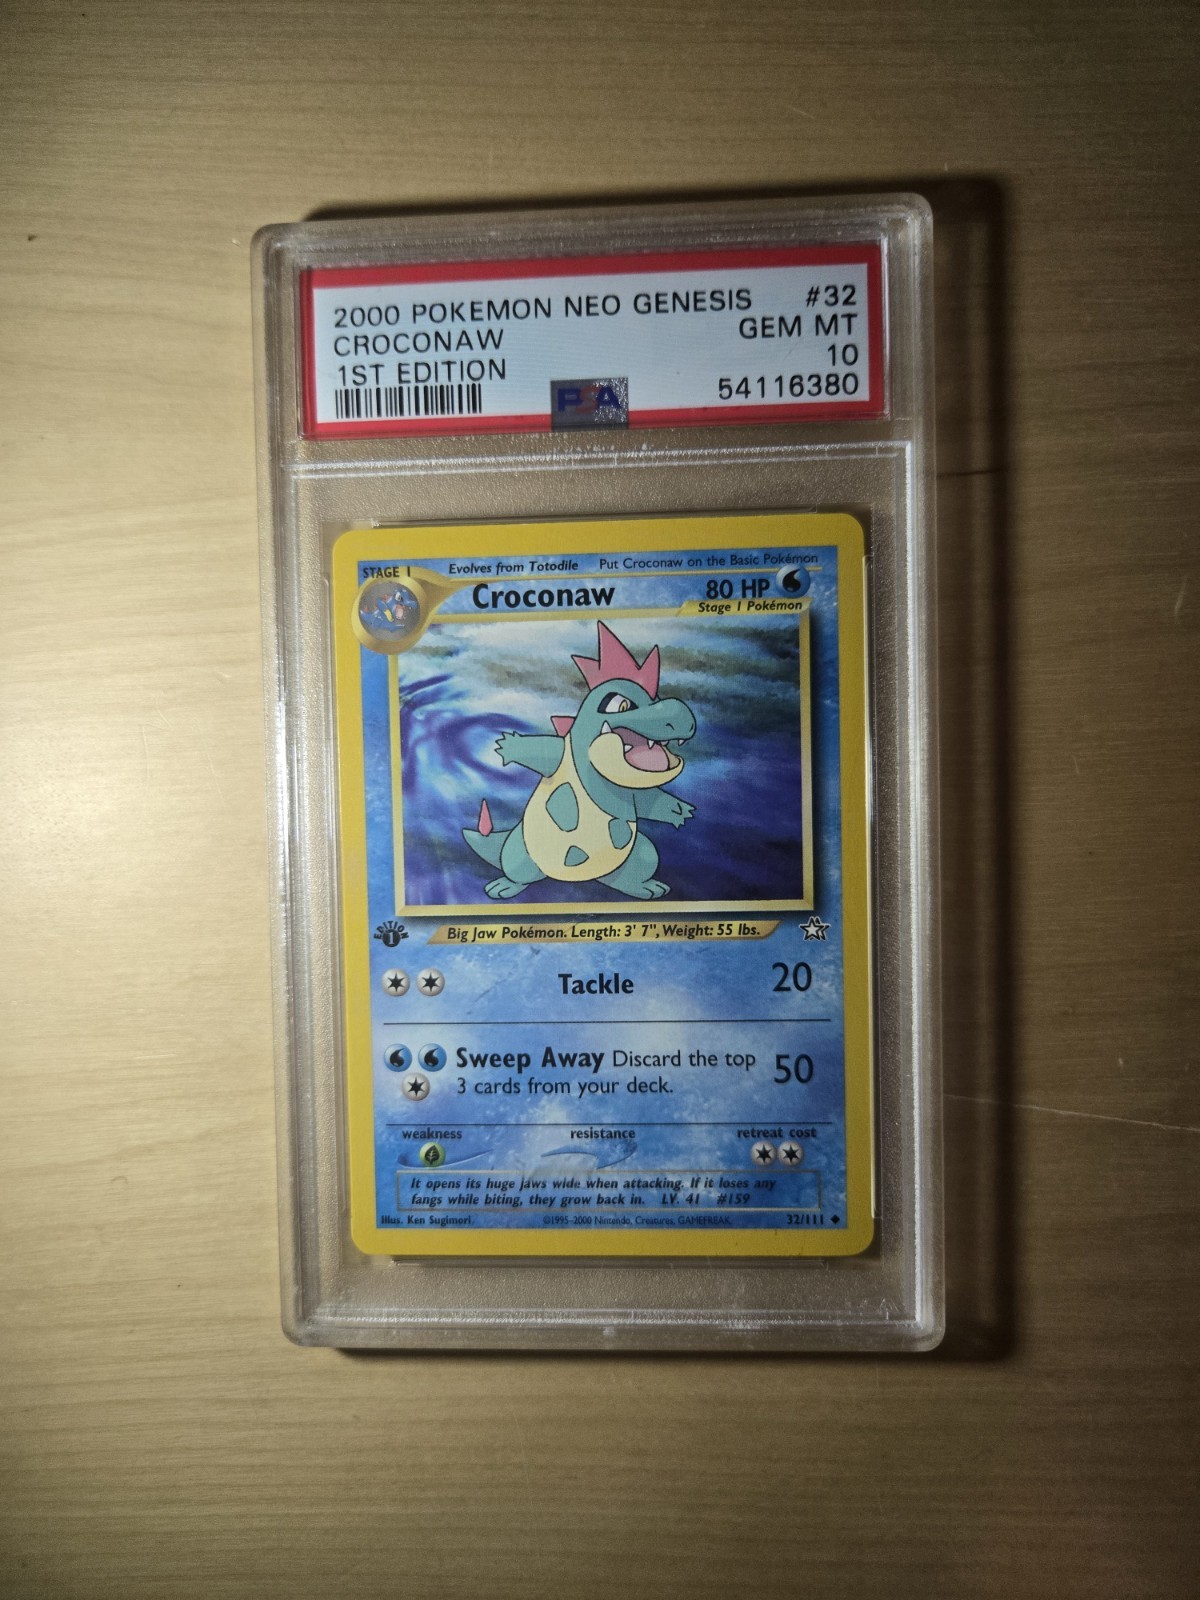 2000 POKEMON NEO GENESIS #32
CROCONAW GEM MT
1ST EDITION 10
54116380
PSA
STAGE 1 Evolves from Totodile Put Croconaw on the Basic Pokémon
Croconaw 80 HP
Stage 1 Pokémon
EDITION
1
Big Jaw Pokémon. Length: 3' 7", Weight: 55 lbs.
Tackle 20
Sweep Away Discard the top
3 cards from your deck. 50
weakness resistance retreat cost
It opens its huge jaws wide when attacking. If it loses any
fangs while biting, they grow back in. LV. 41 #159
Illus. Ken Sugimori. ©1995-2000 Nintendo, Creatures, GAMEFREAK. 32/111